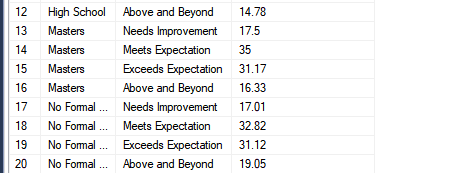 12 High School Above and Beyond 14.78
13 Masters Needs Improvement 17.5
14 Masters Meets Expectation 35
15 Masters Exceeds Expectation 31.17
16 Masters Above and Beyond 16.33
17 No Formal ... Needs Improvement 17.01
18 No Formal ... Meets Expectation 32.82
19 No Formal ... Exceeds Expectation 31.12
20 No Formal ... Above and Beyond 19.05